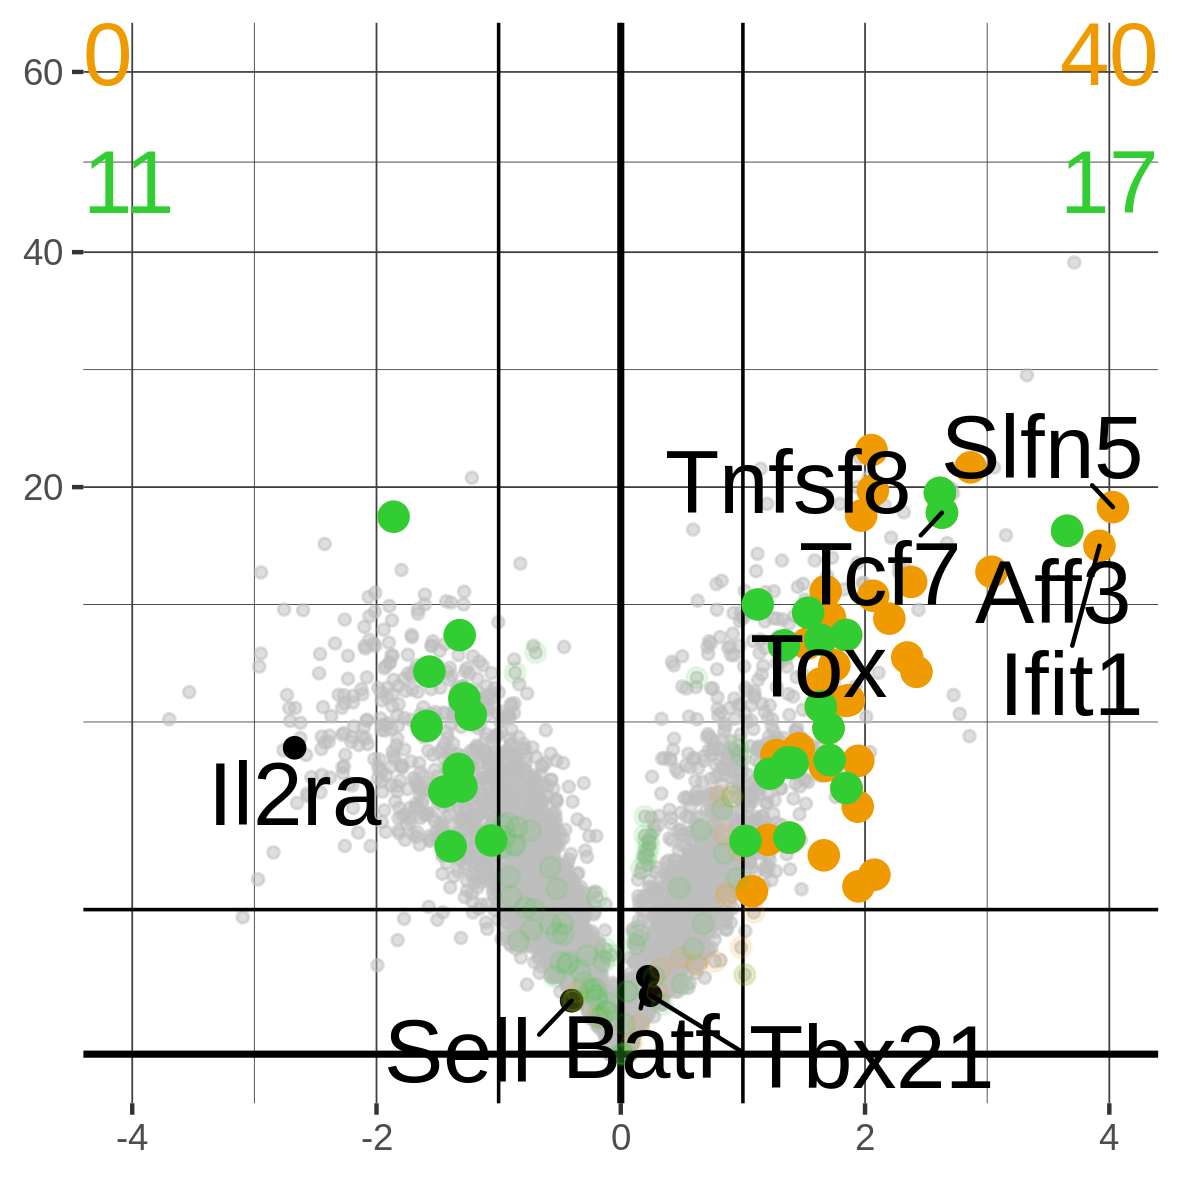 0 40
60
11 17
40
Slfn5
Tnfsf8
20
Tcf7
Aff3
Tox
Ifit1
Il2ra
Sell Batf Tbx21
-4 -2 0 2 4